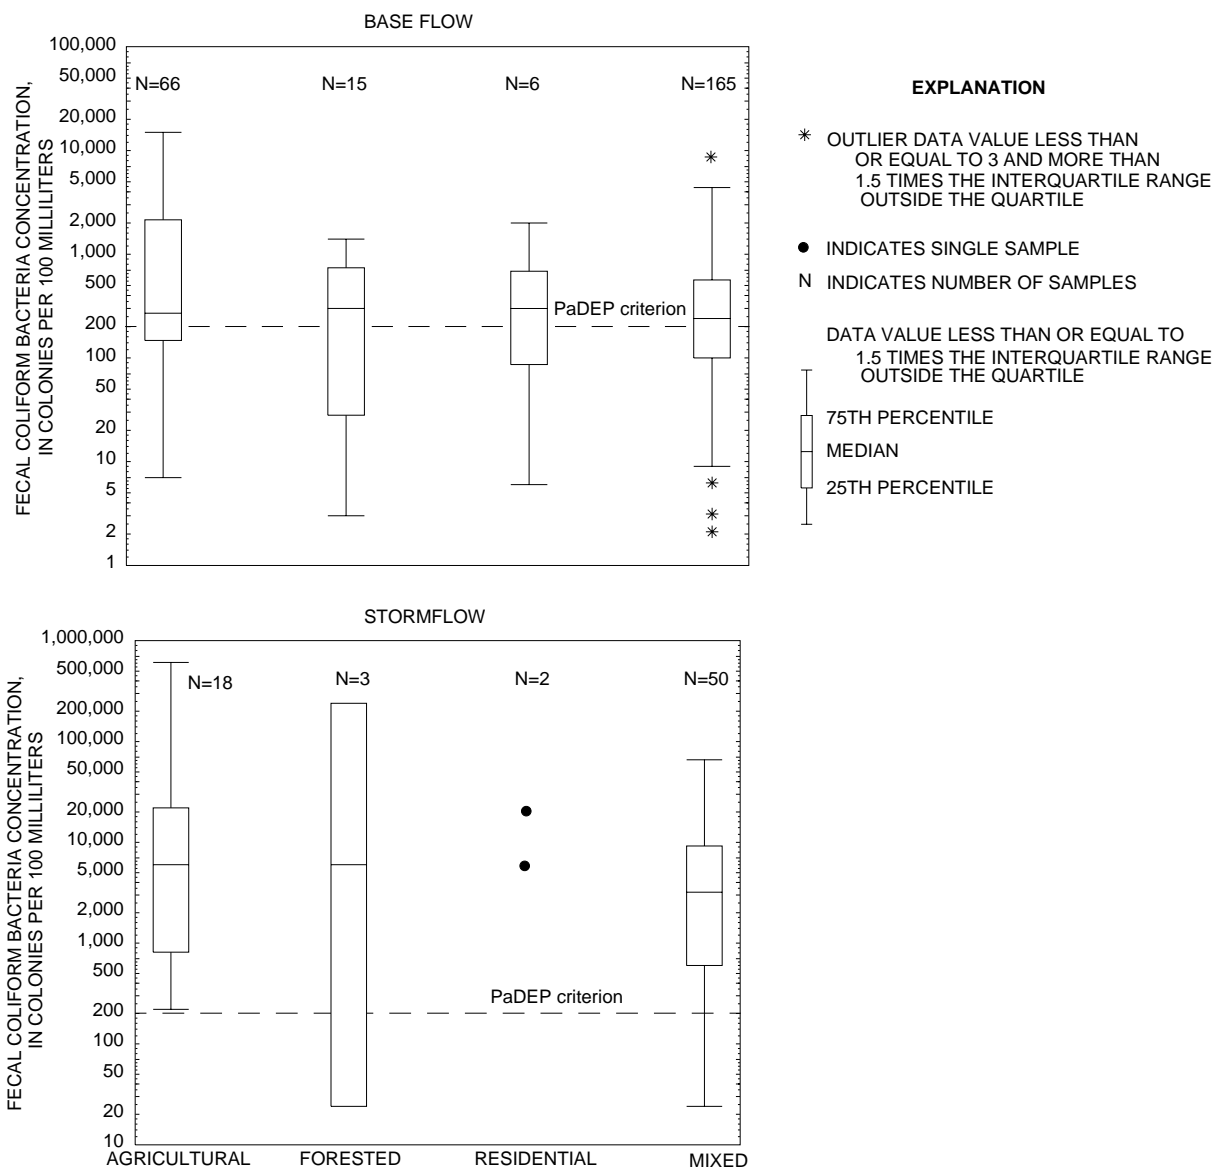 BASE FLOW
FECAL COLIFORM BACTERIA CONCENTRATION,
IN COLONIES PER 100 MILLILITERS
100,000
50,000
20,000
10,000
5,000
2,000
1,000
500
200
100
50
20
10
5
2
1
N=66
N=15
N=6
N=165
PaDEP criterion
EXPLANATION
* OUTLIER DATA VALUE LESS THAN
OR EQUAL TO 3 AND MORE THAN
1.5 TIMES THE INTERQUARTILE RANGE
OUTSIDE THE QUARTILE
INDICATES SINGLE SAMPLE
N INDICATES NUMBER OF SAMPLES
DATA VALUE LESS THAN OR EQUAL TO
1.5 TIMES THE INTERQUARTILE RANGE
OUTSIDE THE QUARTILE
75TH PERCENTILE
MEDIAN
25TH PERCENTILE
STORMFLOW
FECAL COLIFORM BACTERIA CONCENTRATION,
IN COLONIES PER 100 MILLILITERS
1,000,000
500,000
200,000
100,000
50,000
20,000
10,000
5,000
2,000
1,000
500
200
100
50
20
10
N=18
N=3
N=2
N=50
PaDEP criterion
AGRICULTURAL
FORESTED
RESIDENTIAL
MIXED